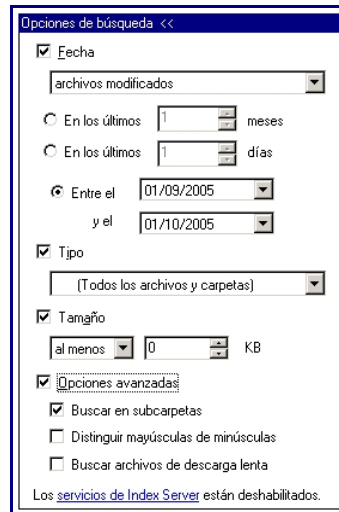 Opciones de búsqueda <<
Fecha
archivos modificados
En los últimos 1 meses
En los últimos 1 días
Entre el 01/09/2005
y el 01/10/2005
Tipo
(Todos los archivos y carpetas)
Tamaño
al menos 0 KB
Opciones avanzadas
Buscar en subcarpetas
Distinguir mayúsculas de minúsculas
Buscar archivos de descarga lenta
Los servicios de Index Server están deshabilitados.